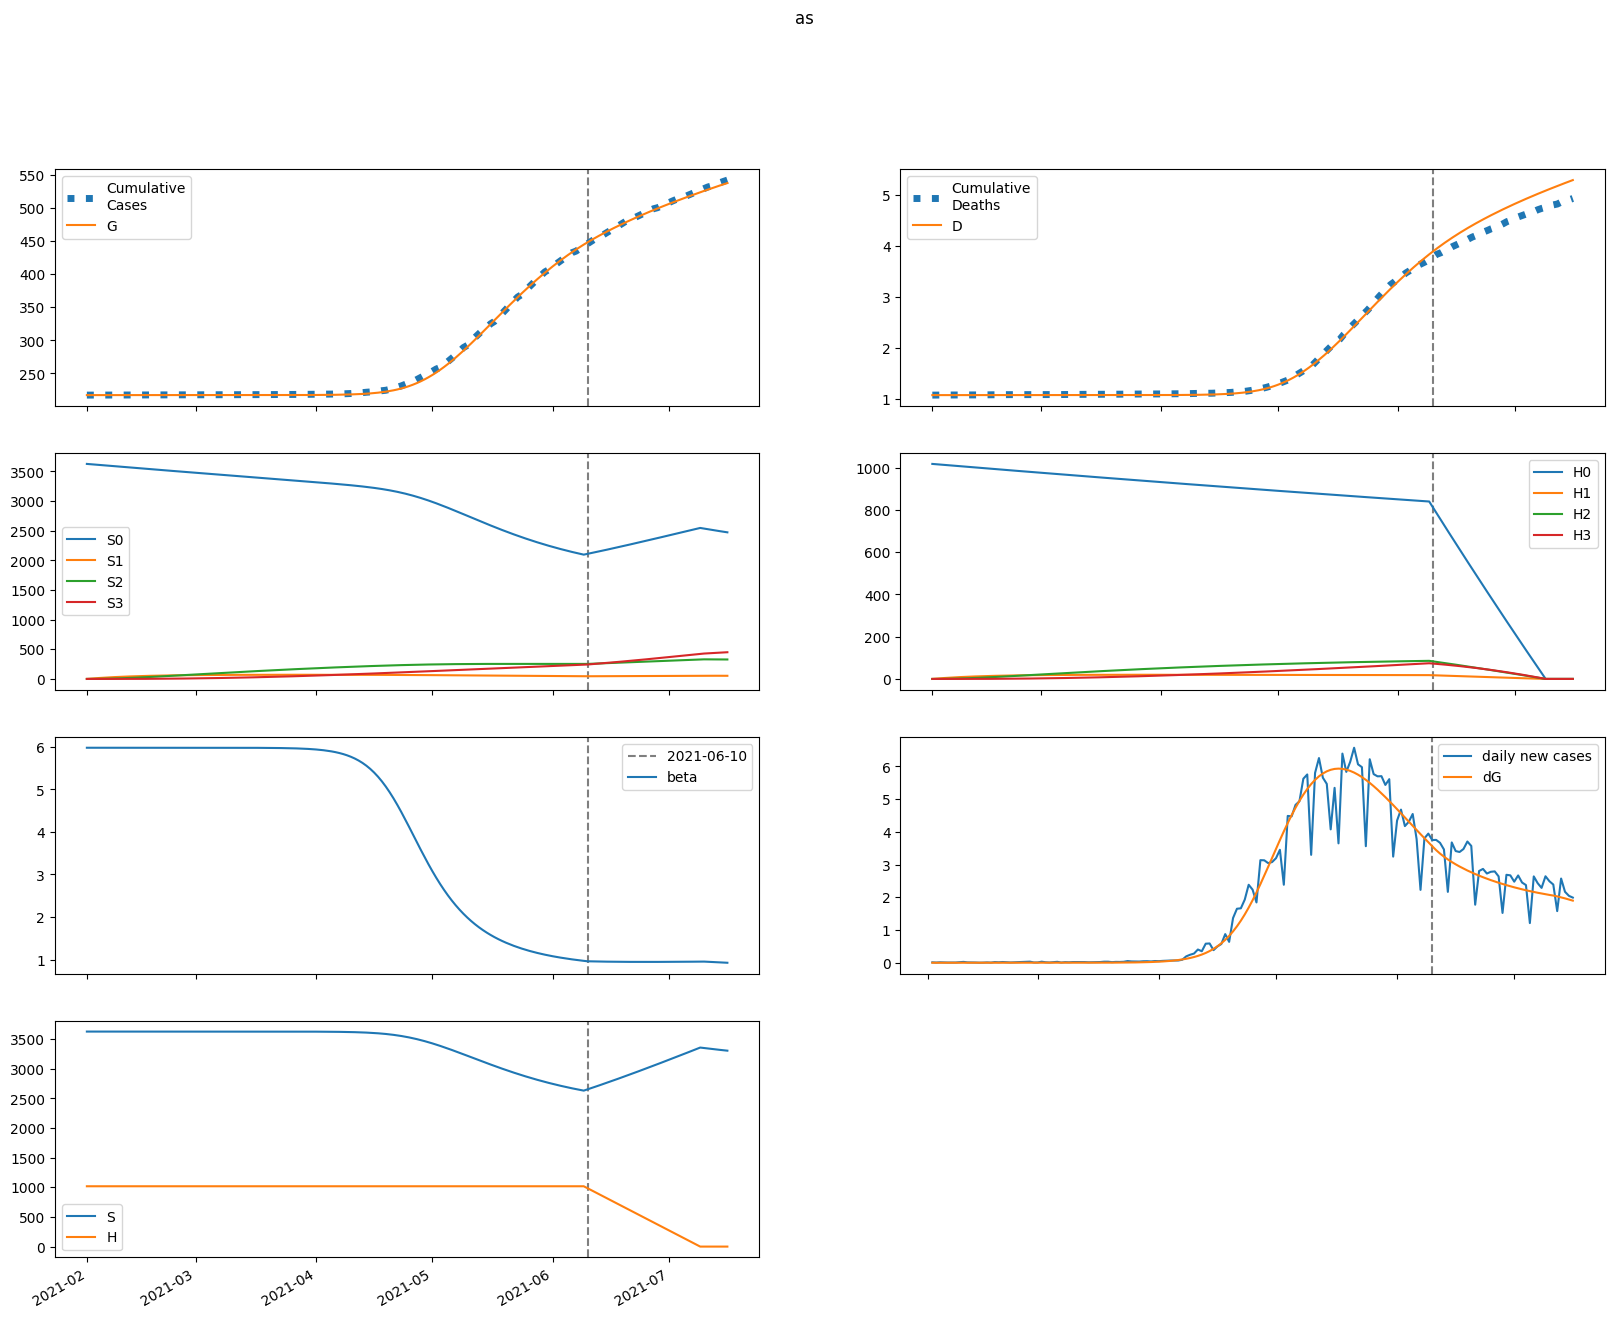 as
550
500
450
400
350
300
250
Cumulative
Cases
G
5
4
3
2
1
Cumulative
Deaths
D
3500
3000
2500
2000
1500
1000
500
0
S0
S1
S2
S3
1000
800
600
400
200
0
H0
H1
H2
H3
6
5
4
3
2
1
2021-06-10
beta
6
5
4
3
2
1
0
daily new cases
dG
3500
3000
2500
2000
1500
1000
500
0
S
H
2021-02
2021-03
2021-04
2021-05
2021-06
2021-07